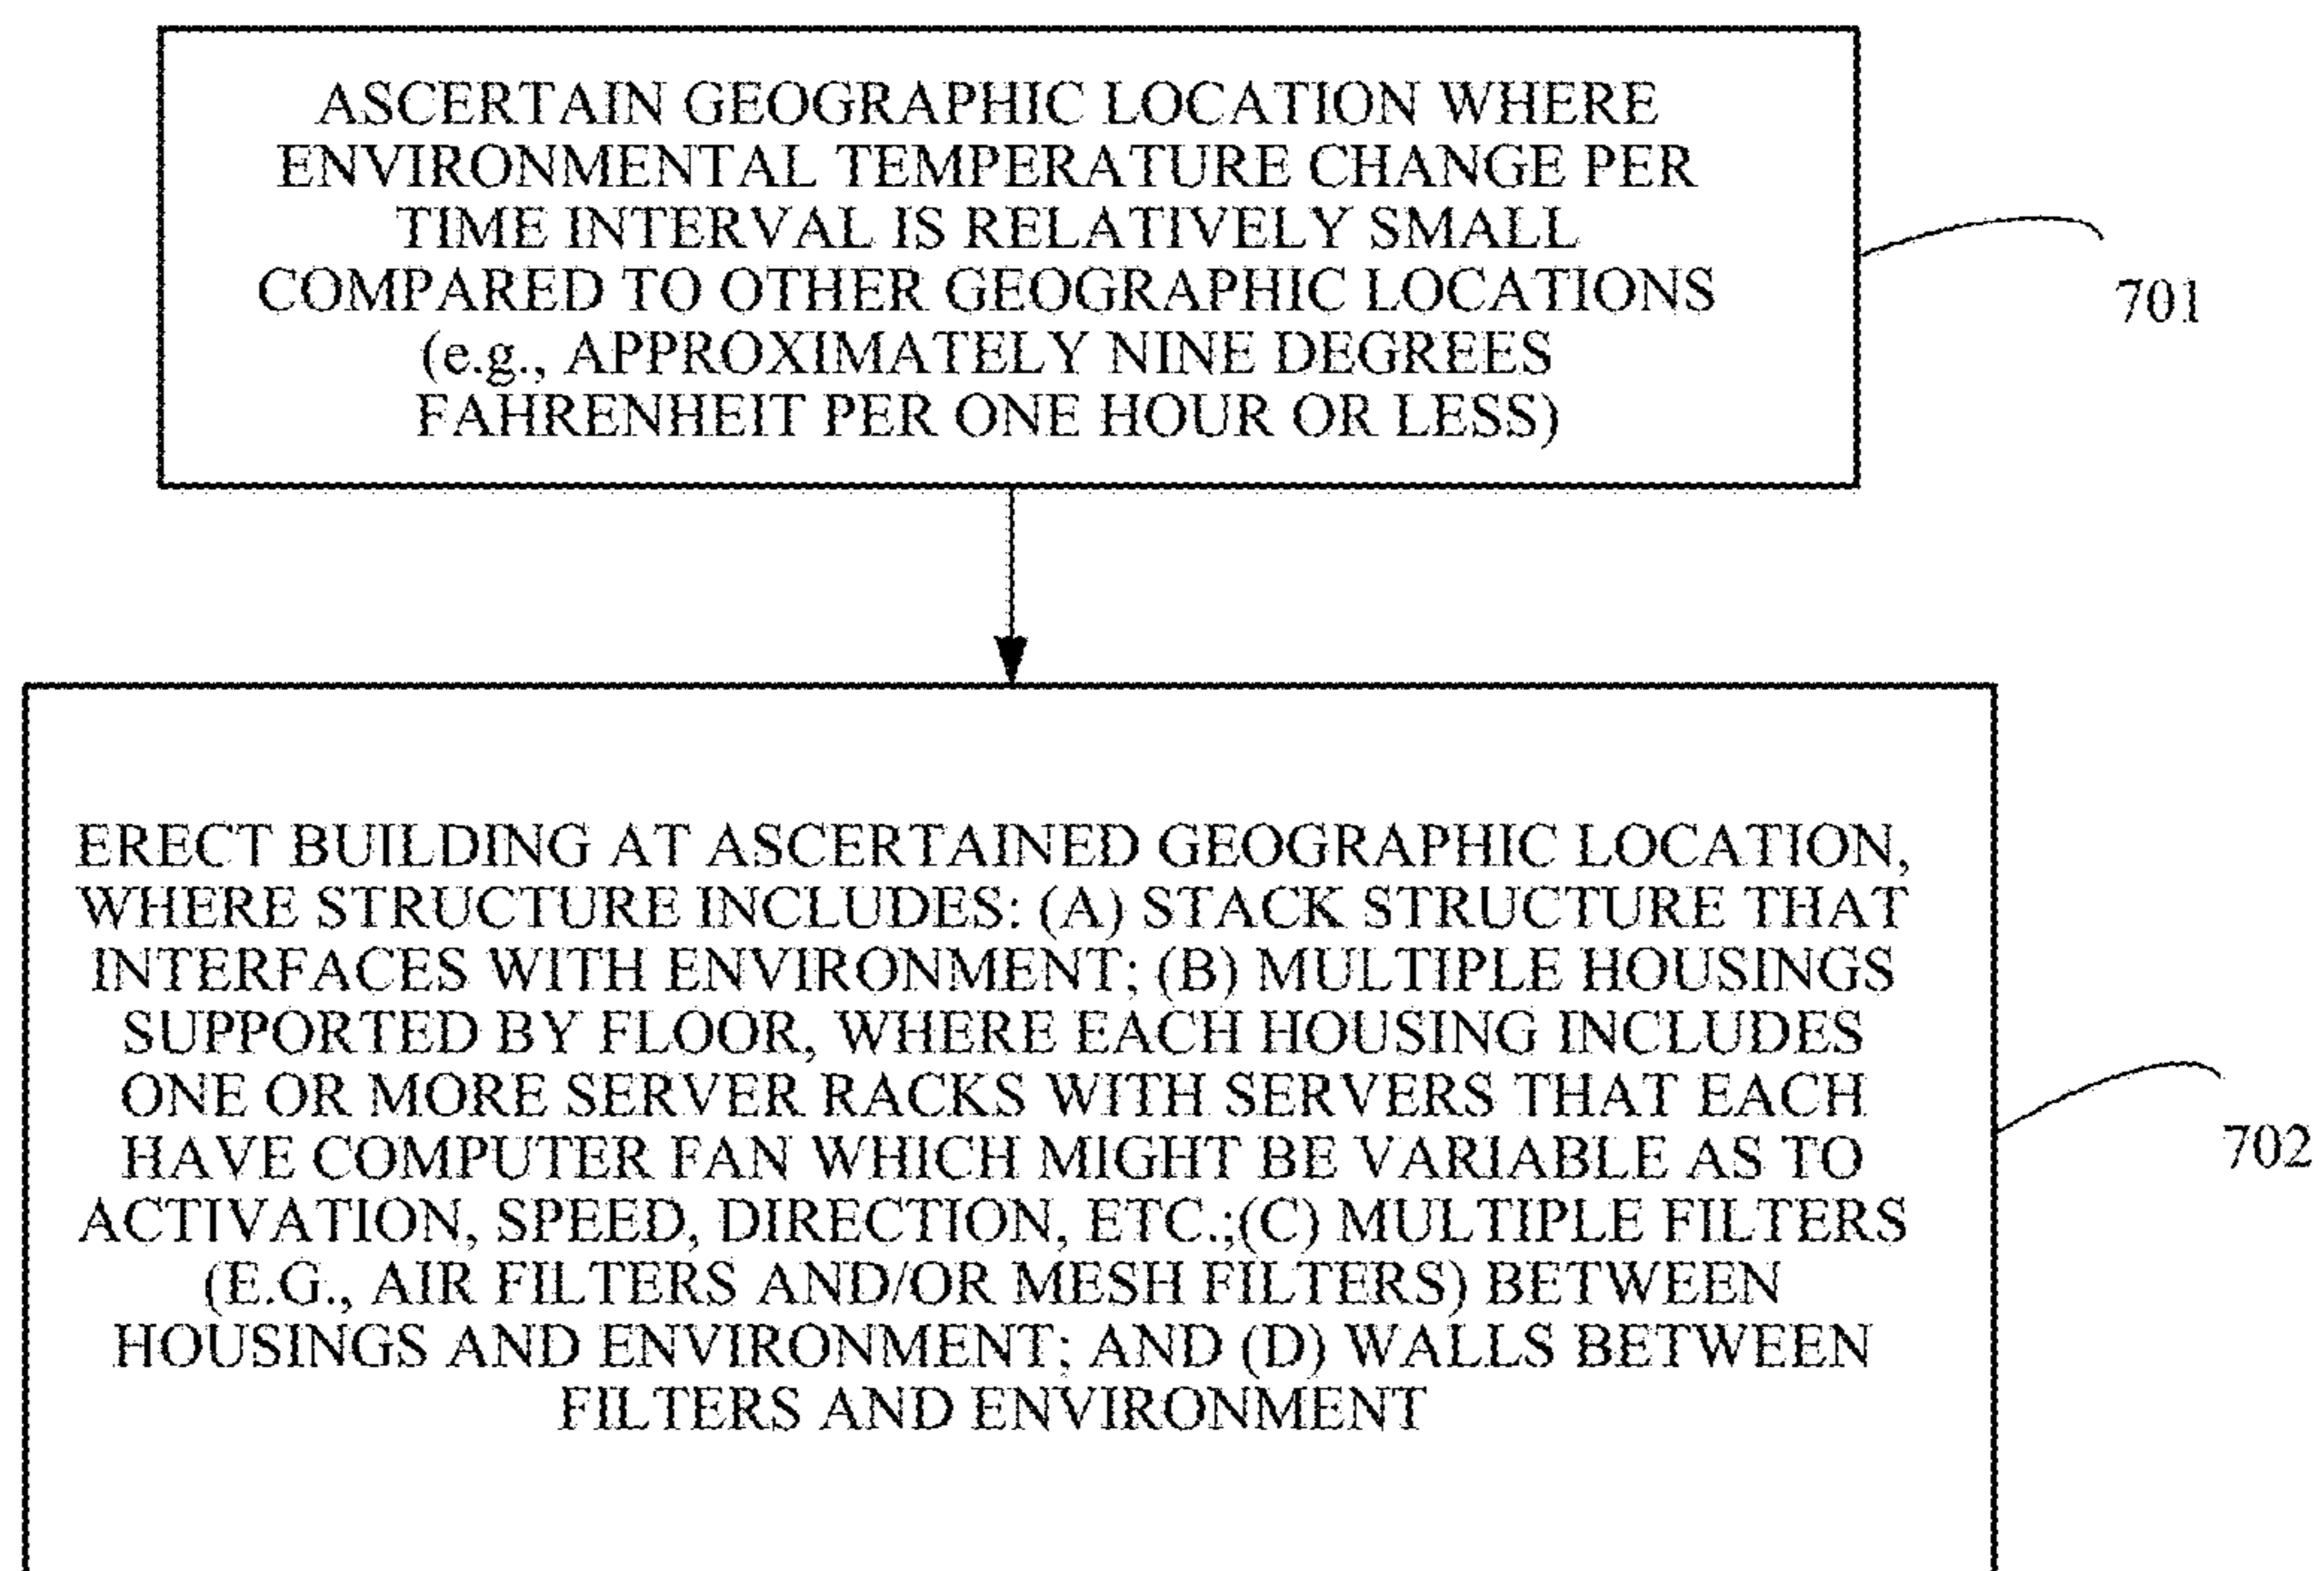 ASCERTAIN GEOGRAPHIC LOCATION WHERE
ENVIRONMENTAL TEMPERATURE CHANGE PER
TIME INTERVAL IS RELATIVELY SMALL
COMPARED TO OTHER GEOGRAPHIC LOCATIONS
(e.g., APPROXIMATELY NINE DEGREES
FAHRENHEIT PER ONE HOUR OR LESS)
701
ERECT BUILDING AT ASCERTAINED GEOGRAPHIC LOCATION,
WHERE STRUCTURE INCLUDES: (A) STACK STRUCTURE THAT
INTERFACES WITH ENVIRONMENT; (B) MULTIPLE HOUSINGS
SUPPORTED BY FLOOR, WHERE EACH HOUSING INCLUDES
ONE OR MORE SERVER RACKS WITH SERVERS THAT EACH
HAVE COMPUTER FAN WHICH MIGHT BE VARIABLE AS TO
ACTIVATION, SPEED, DIRECTION, ETC.;(C) MULTIPLE FILTERS
(E.G., AIR FILTERS AND/OR MESH FILTERS) BETWEEN
HOUSINGS AND ENVIRONMENT; AND (D) WALLS BETWEEN
FILTERS AND ENVIRONMENT
702